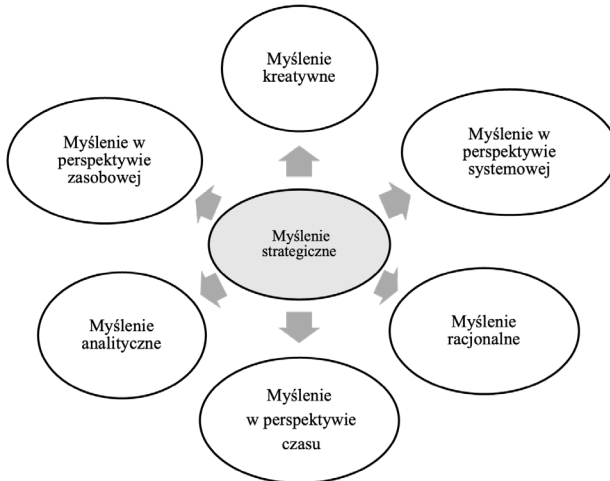 Myślenie
kreatywne
Myślenie w
perspektywie
zasobowej
Myślenie w
perspektywie
systemowej
Myślenie
strategiczne
Myślenie
analityczne
Myślenie
racjonalne
Myślenie
w perspektywie
czasu